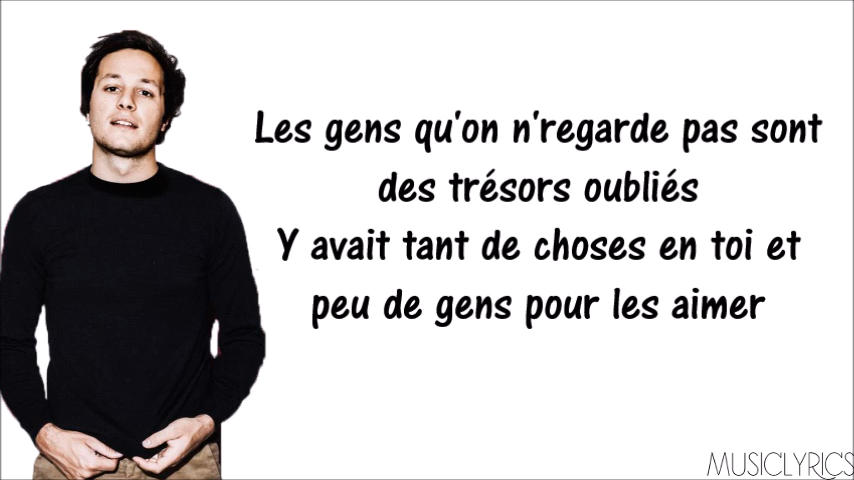 Les gens qu'on n'regarde pas sont
des trésors oubliés
Y avait tant de choses en toi et
peu de gens pour les aimer
MUSICLYRICS